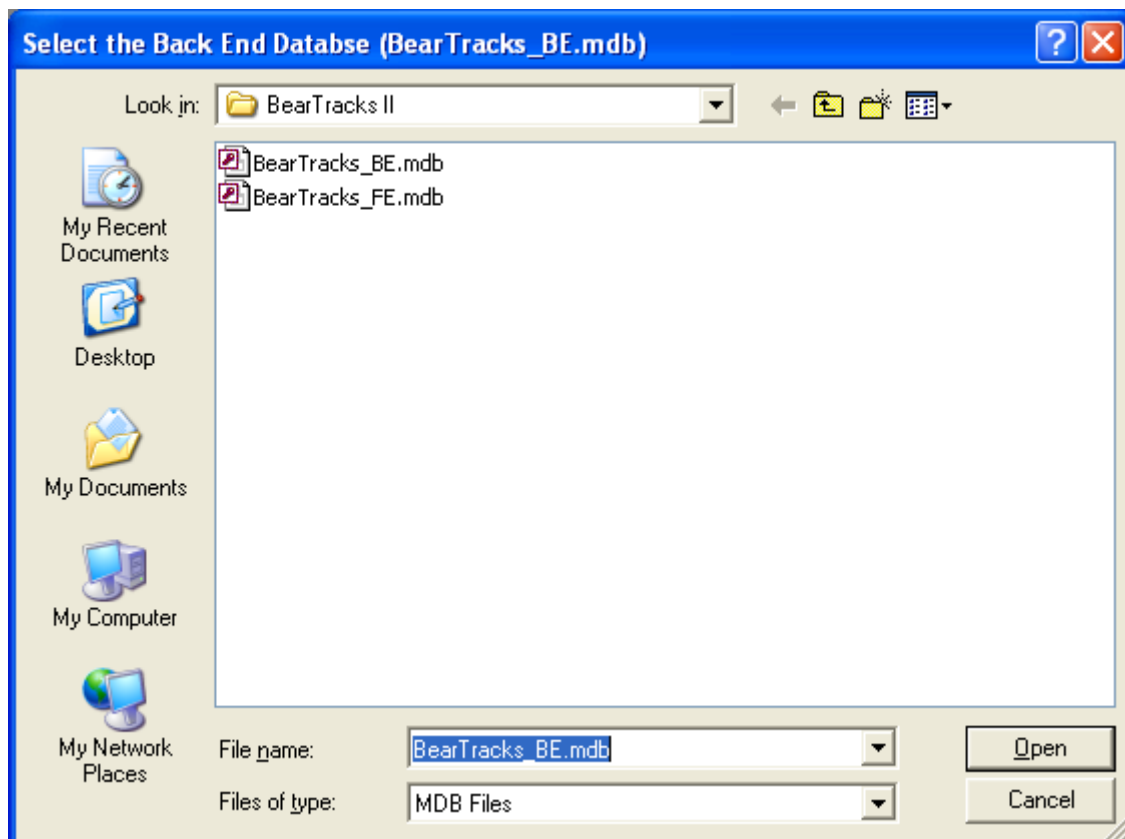 Select the Back End Databse (BearTracks_BE.mdb)
Look in:
BearTracks II
BearTracks_BE.mdb
BearTracks_FE.mdb
My Recent
Documents
Desktop
My Documents
My Computer
My Network
Places
File name:
BearTracks_BE.mdb
Open
Files of type:
MDB Files
Cancel